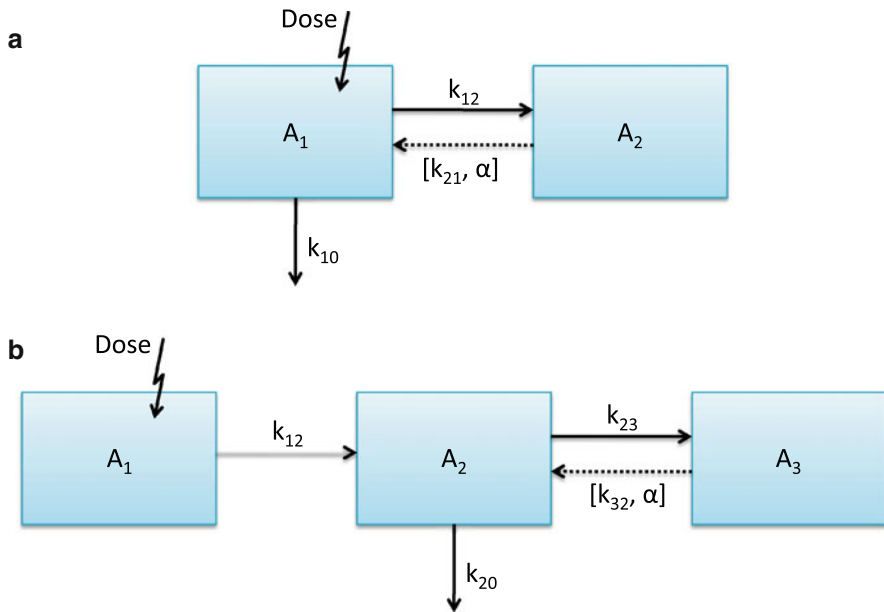 a
Dose
A₁
k₁₂
[k₂₁, α]
A₂
k₁₀
b
Dose
A₁
k₁₂
A₂
k₂₃
[k₃₂, α]
A₃
k₂₀